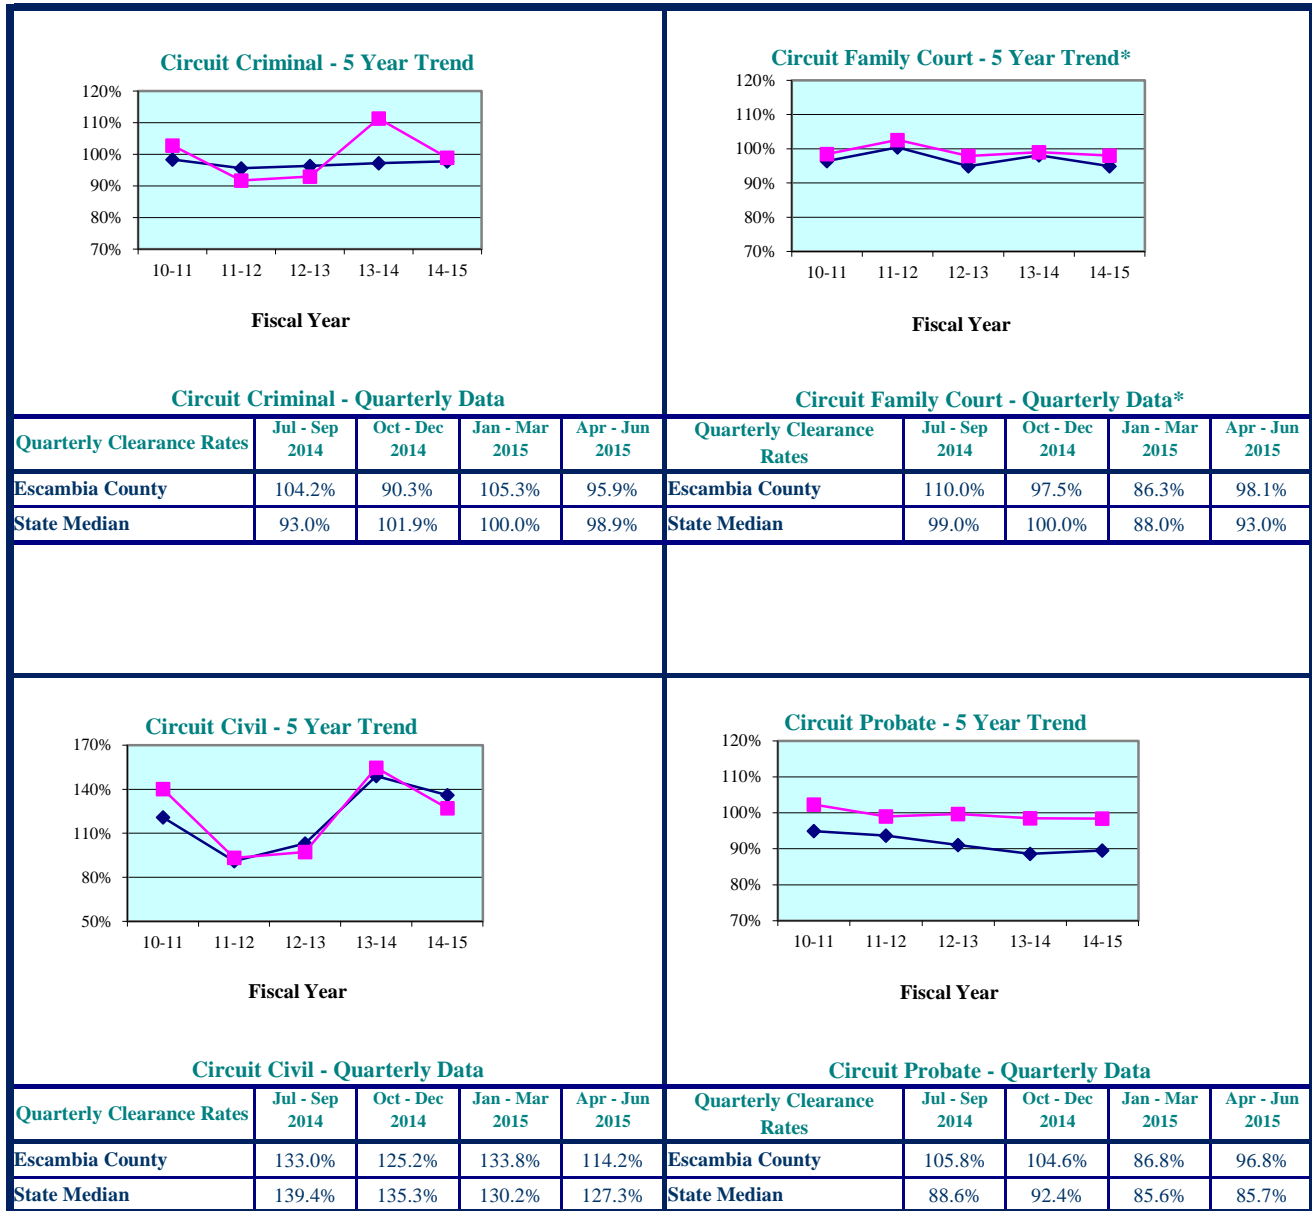 Circuit Criminal - 5 Year Trend
120%
110%
100%
90%
80%
70%
10-11 11-12 12-13 13-14 14-15
Fiscal Year
Circuit Criminal - Quarterly Data
Quarterly Clearance Rates Jul - Sep 2014 Oct - Dec 2014 Jan - Mar 2015 Apr - Jun 2015
Escambia County 104.2% 90.3% 105.3% 95.9%
State Median 93.0% 101.9% 100.0% 98.9%
Circuit Family Court - 5 Year Trend*
120%
110%
100%
90%
80%
70%
10-11 11-12 12-13 13-14 14-15
Fiscal Year
Circuit Family Court - Quarterly Data*
Quarterly Clearance Rates Jul - Sep 2014 Oct - Dec 2014 Jan - Mar 2015 Apr - Jun 2015
Escambia County 110.0% 97.5% 86.3% 98.1%
State Median 99.0% 100.0% 88.0% 93.0%
Circuit Civil - 5 Year Trend
170%
140%
110%
80%
50%
10-11 11-12 12-13 13-14 14-15
Fiscal Year
Circuit Civil - Quarterly Data
Quarterly Clearance Rates Jul - Sep 2014 Oct - Dec 2014 Jan - Mar 2015 Apr - Jun 2015
Escambia County 133.0% 125.2% 133.8% 114.2%
State Median 139.4% 135.3% 130.2% 127.3%
Circuit Probate - 5 Year Trend
120%
110%
100%
90%
80%
70%
10-11 11-12 12-13 13-14 14-15
Fiscal Year
Circuit Probate - Quarterly Data
Quarterly Clearance Rates Jul - Sep 2014 Oct - Dec 2014 Jan - Mar 2015 Apr - Jun 2015
Escambia County 105.8% 104.6% 86.8% 96.8%
State Median 88.6% 92.4% 85.6% 85.7%